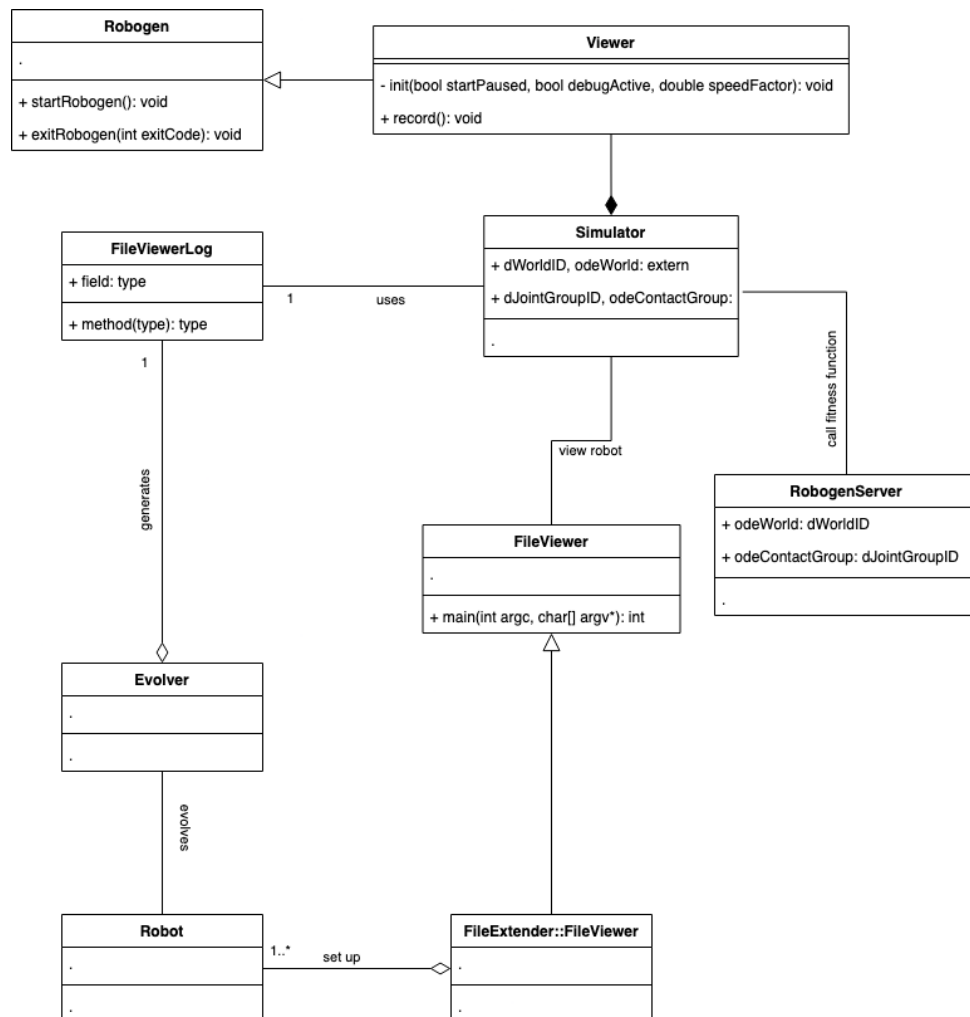 Robogen
.
+ startRobogen(): void
+ exitRobogen(int exitCode): void
Viewer
- init(bool startPaused, bool debugActive, double speedFactor): void
+ record(): void
FileViewerLog
+ field: type
+ method(type): type
1
uses
Simulator
+ dWorldID, odeWorld: extern
+ dJointGroupID, odeContactGroup:
.
1
generates
view robot
call fitness function
RobogenServer
+ odeWorld: dWorldID
+ odeContactGroup: dJointGroupID
.
FileViewer
.
+ main(int argc, char[] argv*): int
Evolver
.
.
evolves
Robot
.
.
1..*
set up
FileExtender::FileViewer
.
.